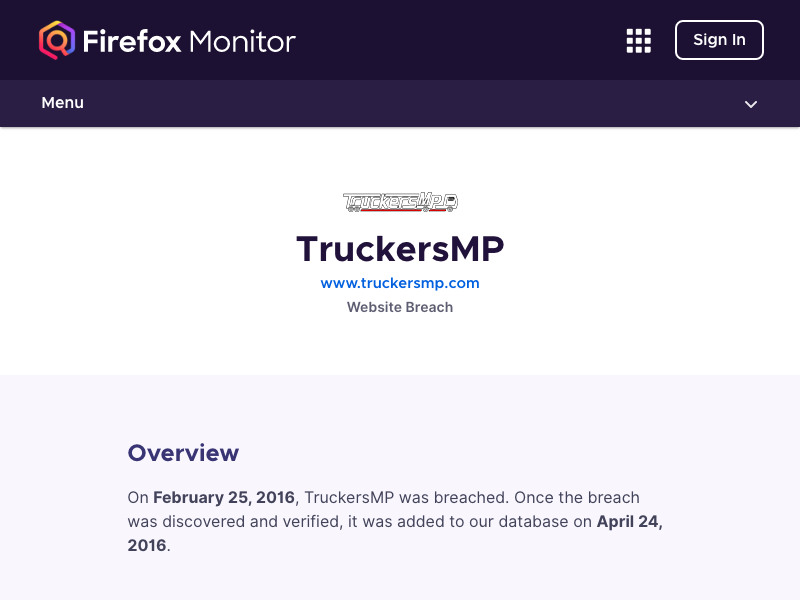 Firefox Monitor
Sign In
Menu
TruckersMP
TruckersMP
www.truckersmp.com
Website Breach
Overview
On February 25, 2016, TruckersMP was breached. Once the breach
was discovered and verified, it was added to our database on April 24,
2016.